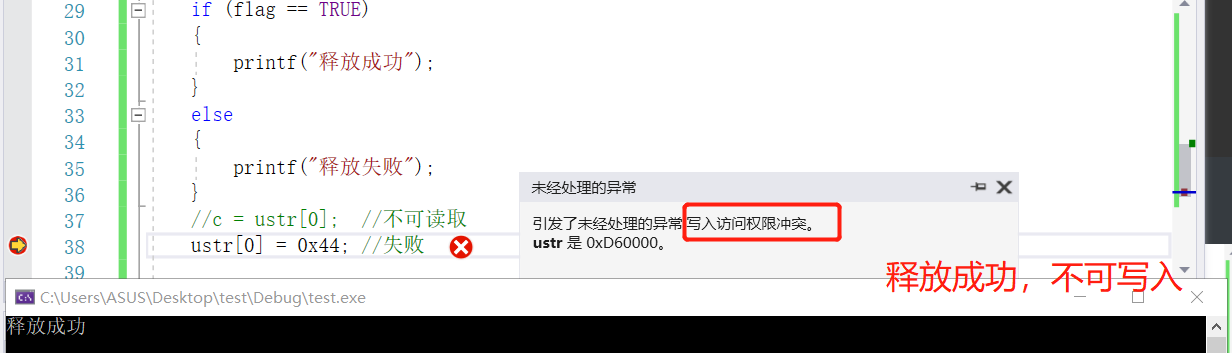 29 if (flag == TRUE)
30 {
31 printf("释放成功");
32 }
33 else
34 {
35 printf("释放失败");
36 }
37 //c = ustr[0]; //不可读取
38 ustr[0] = 0x44; //失败
39
未经处理的异常
引发了未经处理的异常:写入访问权限冲突。
ustr 是 0xD60000。
释放成功，不可写入
C:\Users\ASUS\Desktop\test\Debug\test.exe
释放成功